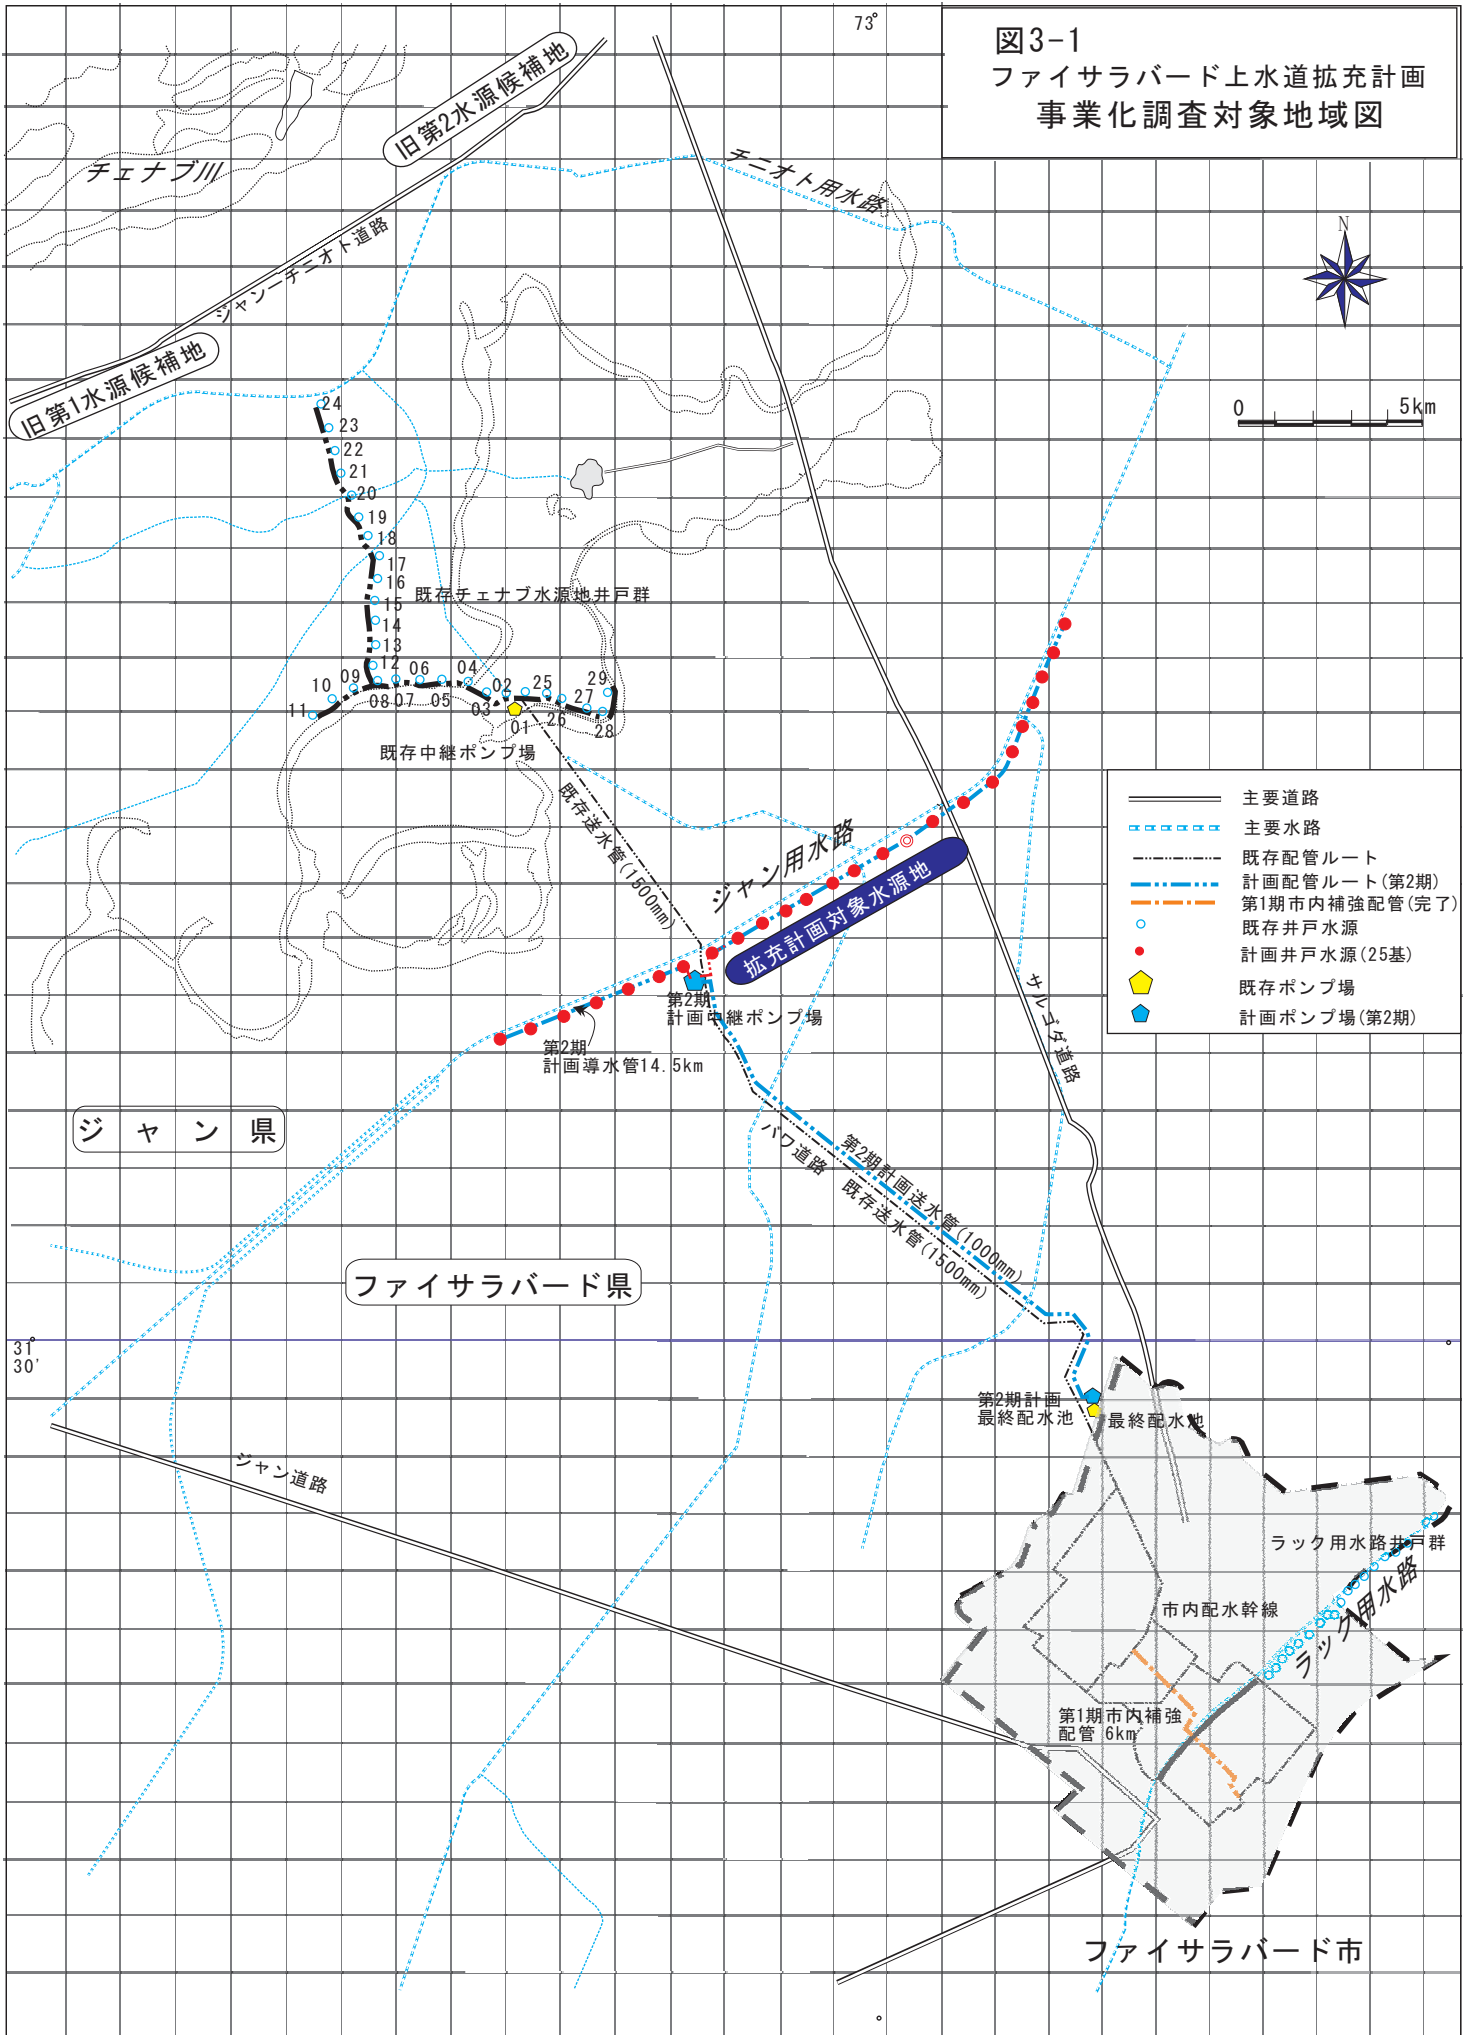 73°
図3-1
ファイサラバード上水道拡充計画
事業化調査対象地域図
旧第2水源候補地
チェナブ川
チニオト用水路
ジャンーチニオト道路
N
旧第1水源候補地
0 5km
24
23
22
21
20
19
18
17
16
既存チェナブ水源地井戸群
15
14
13
12
11
10
09
08
07
06
05
04
03
02
01
25
26
27
28
29
既存中継ポンプ場
既存送水管(1500mm)
ジャン用水路
拡充計画対象水源地
主要道路
主要水路
既存配管ルート
計画配管ルート(第2期)
第1期市内補強配管(完了)
既存井戸水源
計画井戸水源(25基)
既存ポンプ場
計画ポンプ場(第2期)
サルゴダ道路
第2期
計画中継ポンプ場
第2期
計画導水管14.5km
ジャン県
バワ道路
第2期計画送水管(1000mm)
既存送水管(1500mm)
ファイサラバード県
31°
30'
第2期計画
最終配水池
最終配水池
ジャン道路
ラック用水路井戸群
ラック用水路
市内配水幹線
第1期市内補強
配管 6km
ファイサラバード市